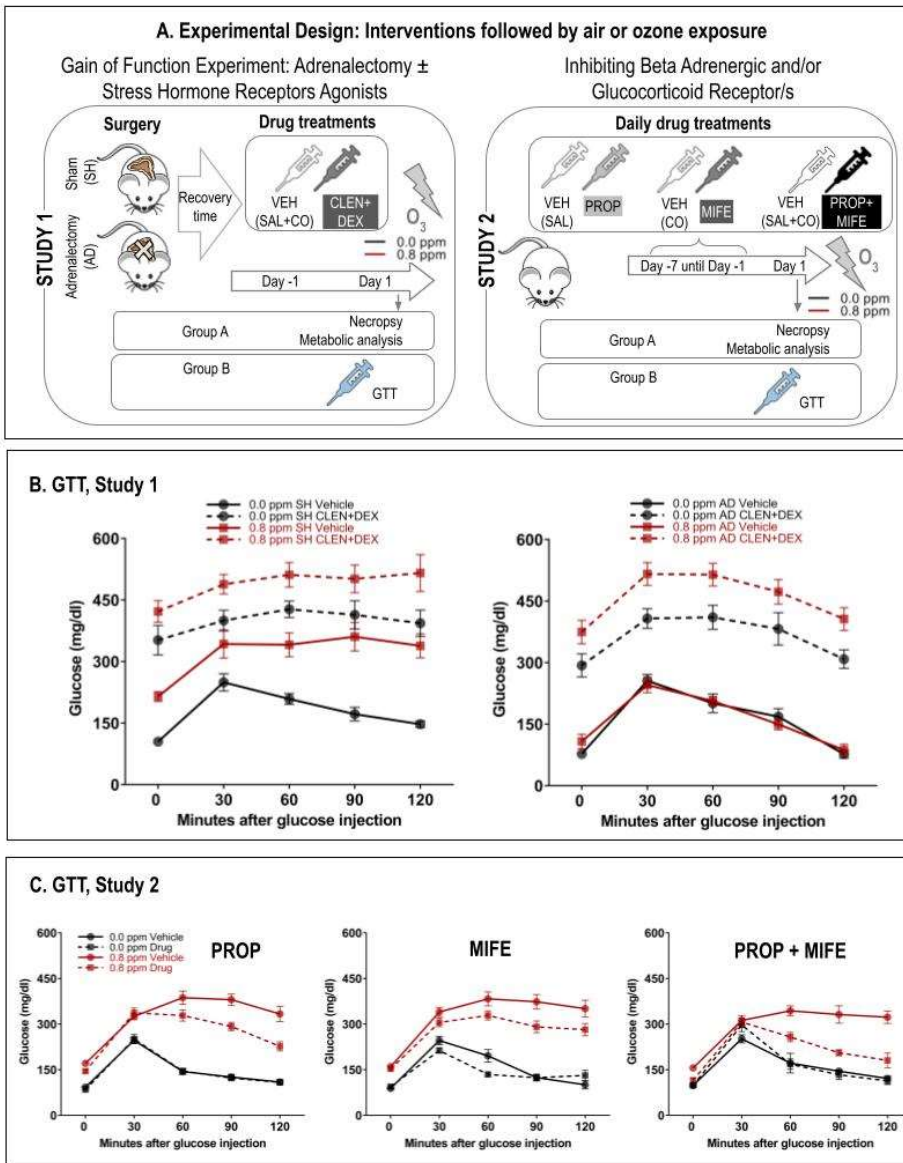 A. Experimental Design: Interventions followed by air or ozone exposure
Gain of Function Experiment: Adrenalectomy ±
Stress Hormone Receptors Agonists
STUDY 1
Surgery
Sham
(SH)
Adrenalectomy
(AD)
Recovery
time
Drug treatments
VEH
(SAL+CO)
CLEN+
DEX
O3
0.0 ppm
0.8 ppm
Day -1
Day 1
Group A
Necropsy
Metabolic analysis
Group B
GTT
Inhibiting Beta Adrenergic and/or
Glucocorticoid Receptor/s
STUDY 2
Daily drug treatments
VEH
(SAL)
PROP
VEH
(CO)
MIFE
VEH
(SAL+CO)
PROP+
MIFE
Day -7 until Day -1
Day 1
O3
0.0 ppm
0.8 ppm
Group A
Necropsy
Metabolic analysis
Group B
GTT
B. GTT, Study 1
0.0 ppm SH Vehicle
0.0 ppm SH CLEN+DEX
0.8 ppm SH Vehicle
0.8 ppm SH CLEN+DEX
Glucose (mg/dl)
600
450
300
150
0
0 30 60 90 120
Minutes after glucose injection
0.0 ppm AD Vehicle
0.0 ppm AD CLEN+DEX
0.8 ppm AD Vehicle
0.8 ppm AD CLEN+DEX
Glucose (mg/dl)
600
450
300
150
0
0 30 60 90 120
Minutes after glucose injection
C. GTT, Study 2
PROP
0.0 ppm Vehicle
0.0 ppm Drug
0.8 ppm Vehicle
0.8 ppm Drug
Glucose (mg/dl)
600
450
300
150
0
0 30 60 90 120
Minutes after glucose injection
MIFE
Glucose (mg/dl)
600
450
300
150
0
0 30 60 90 120
Minutes after glucose injection
PROP + MIFE
Glucose (mg/dl)
600
450
300
150
0
0 30 60 90 120
Minutes after glucose injection